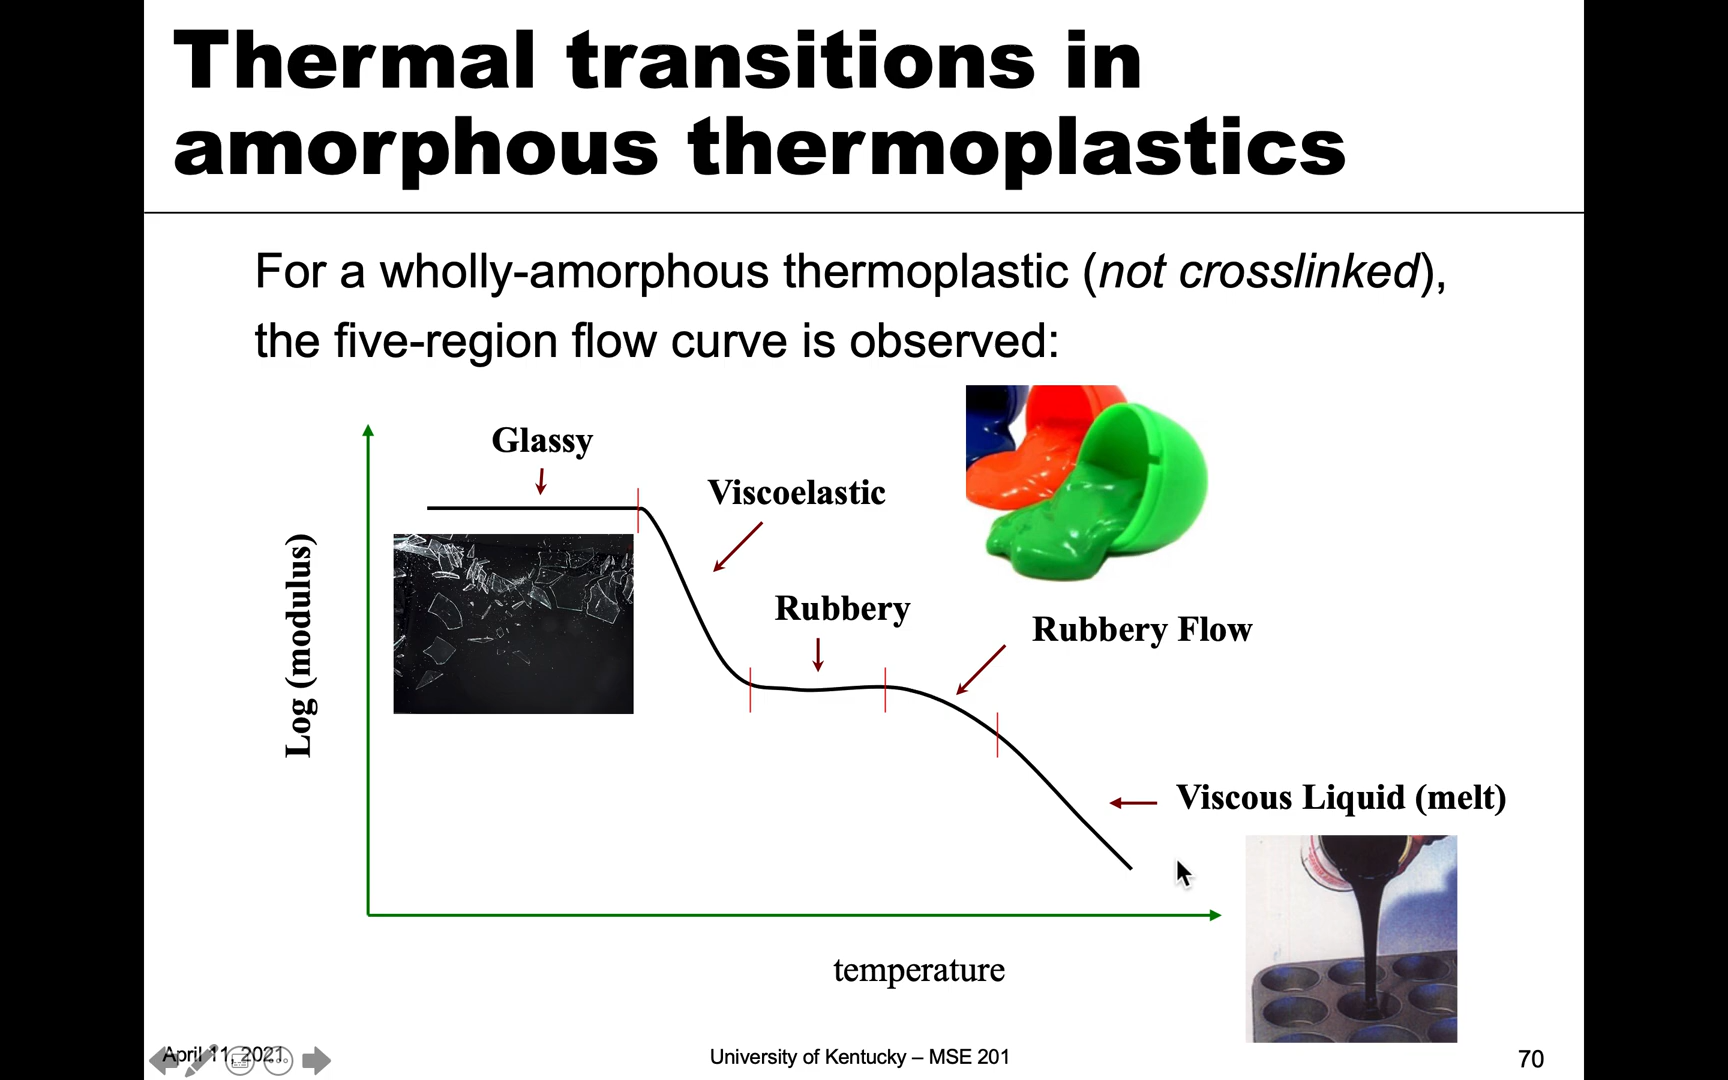 Thermal transitions in
amorphous thermoplastics
For a wholly-amorphous thermoplastic (not crosslinked),
the five-region flow curve is observed:
Glassy
Viscoelastic
Rubbery
Rubbery Flow
Log (modulus)
Viscous Liquid (melt)
temperature
April 11, 2021
University of Kentucky – MSE 201
70